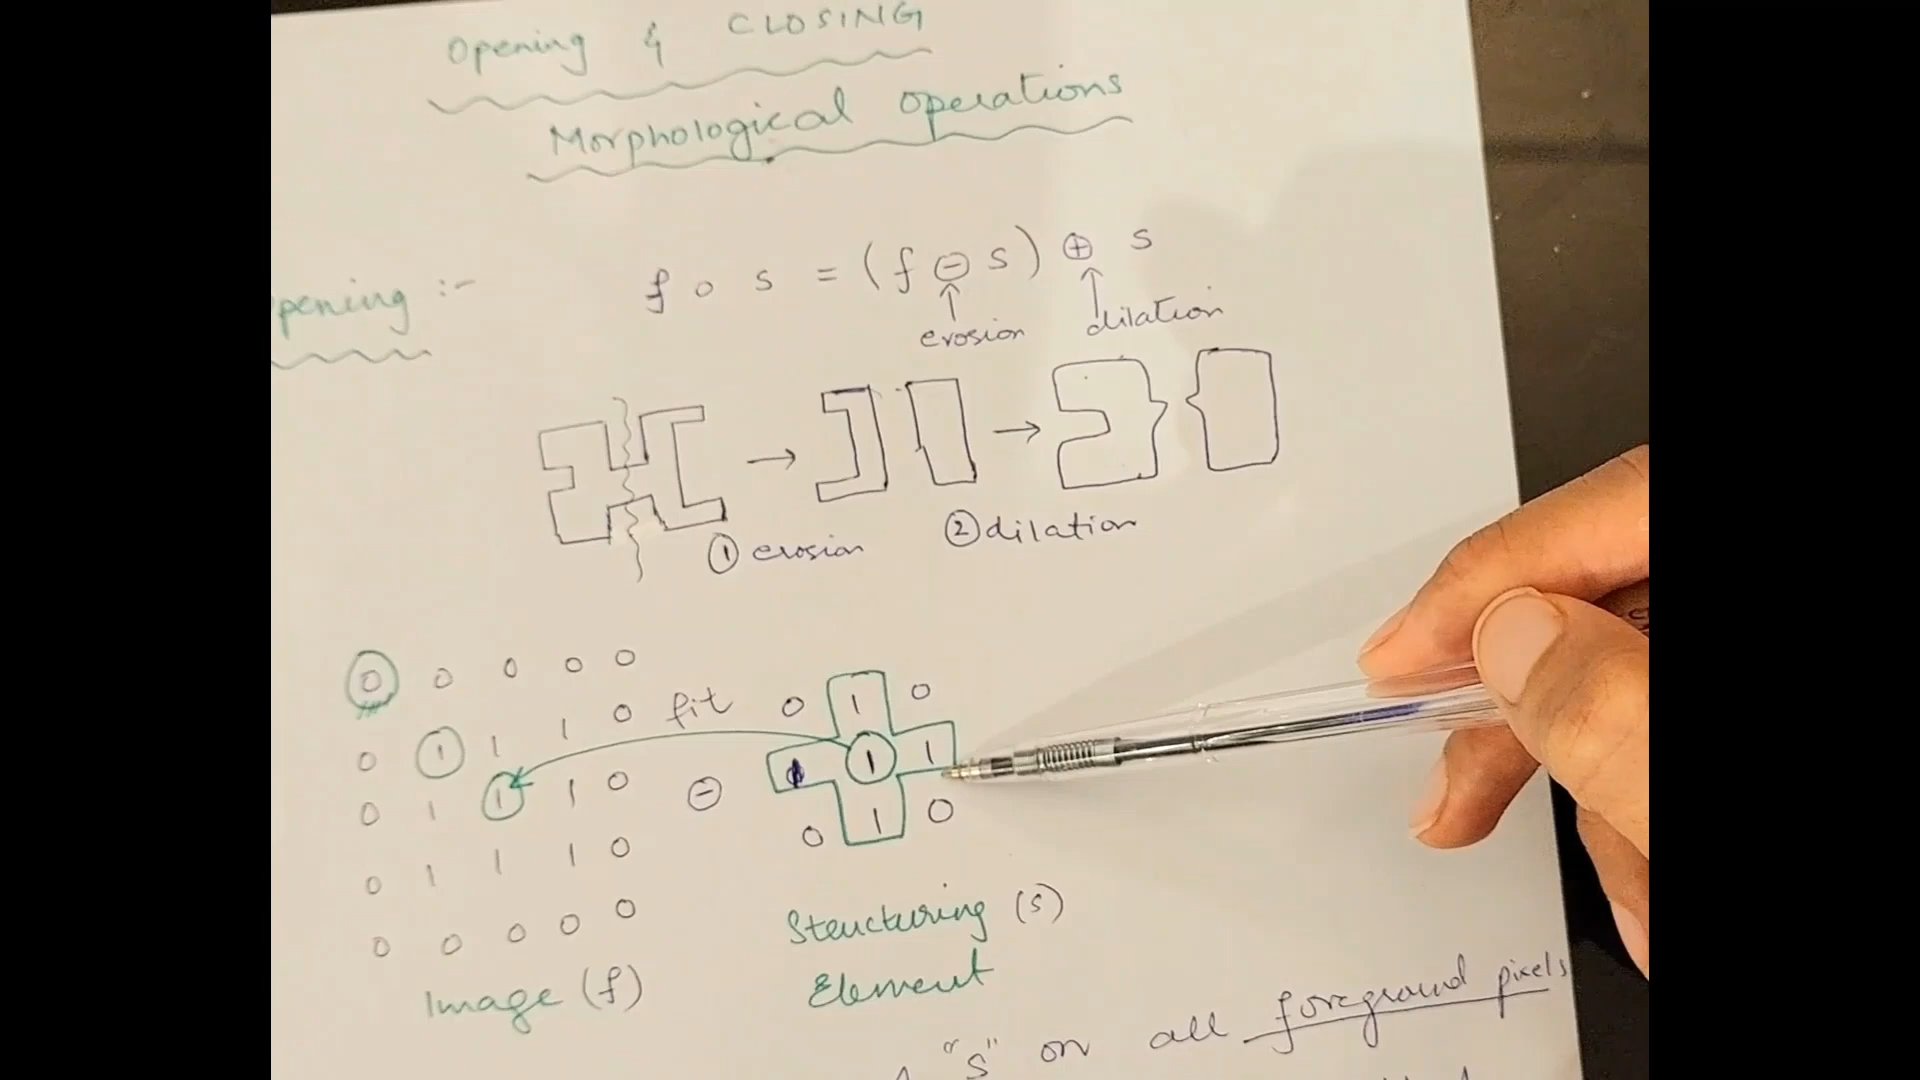 Opening & CLOSING
Morphological operations
pening :- f o s = (f ⊖ s) ⊕ s
↑ ↑
erosion dilation
→ →
① erosion ② dilation
0 0 0 0 0
0 1 1 1 0 fit 0 1 0
0 1 1 1 0 ⊖ 1 1 1
0 1 1 1 0 0 1 0
0 0 0 0 0
Image (f)
Structuring (s)
Element
"s" on all foreground pixels